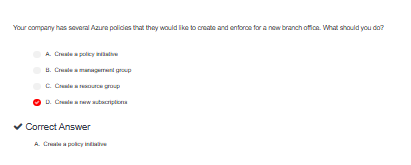 Your company has several Azure policies that they would like to create and enforce for a new branch office. What should you do?
A. Create a policy initiative
B. Create a management group
C. Create a resource group
D. Create a new subscriptions
Correct Answer
A. Create a policy initiative